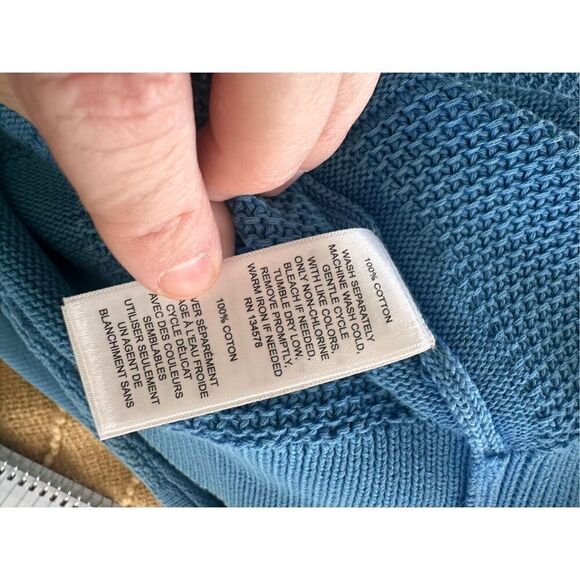 100% COTTON
WASH SEPARATELY
MACHINE WASH COLD,
GENTLE CYCLE
WITH LIKE COLORS.
ONLY NON-CHLORINE
BLEACH IF NEEDED.
TUMBLE DRY LOW.
REMOVE PROMPTLY.
WARM IRON IF NEEDED
RN 134578
100% COTON
VER SÉPARÉMENT
GE À L'EAU FROIDE
CYCLE DÉLICAT
AVEC DES COULEURS
SEMBLABLES
UTILISER SEULEMENT
UN AGENT DE
BLANCHIMENT SANS